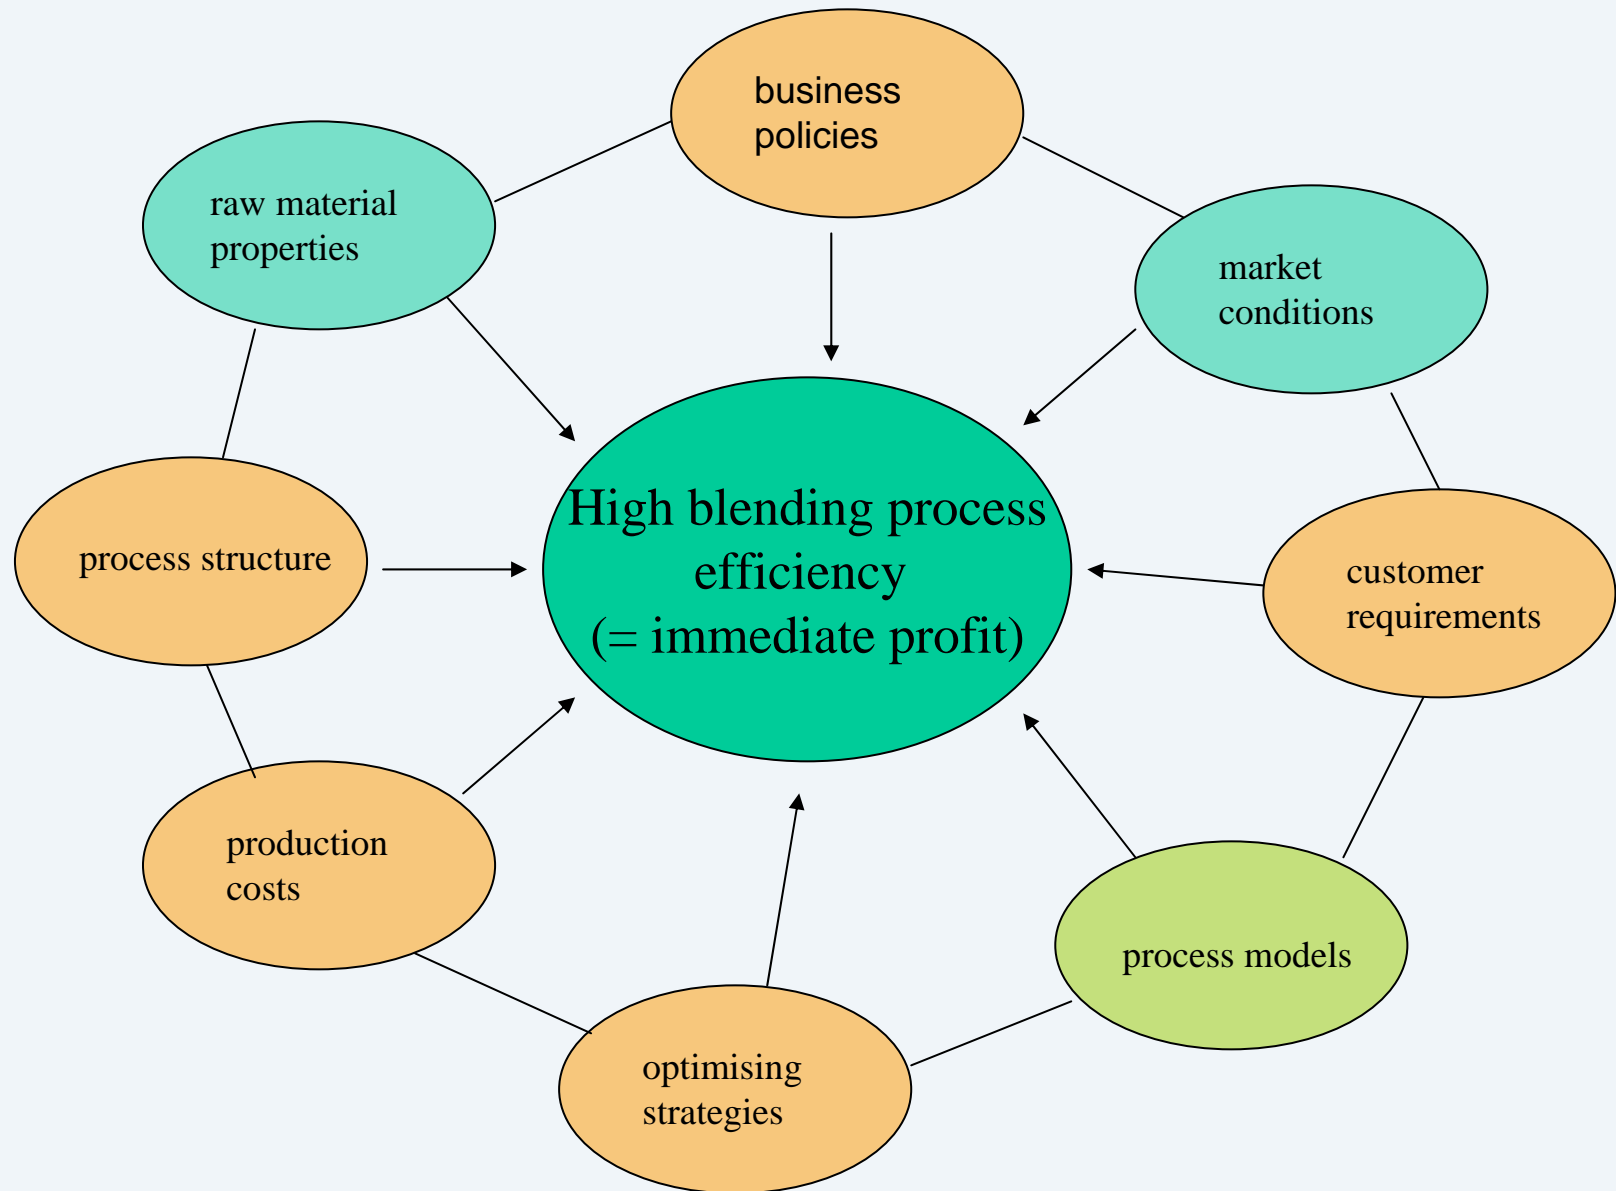 business
policies
raw material
properties
market
conditions
High blending process
efficiency
(= immediate profit)
process structure
customer
requirements
production
costs
process models
optimising
strategies